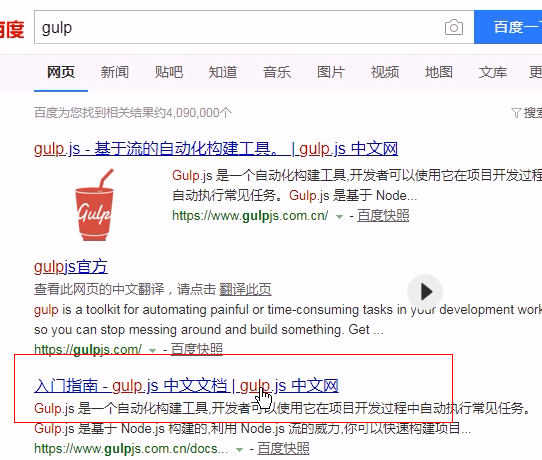 百度
gulp
百度一下
网页 新闻 贴吧 知道 音乐 图片 视频 地图 文库 更
百度为您找到相关结果约4,090,000个
搜索
gulp.js - 基于流的自动化构建工具。 | gulp.js 中文网
Gulp
Gulp.js 是一个自动化构建工具,开发者可以使用它在项目开发过程
自动执行常见任务。Gulp.js 是基于 Node...
https://www.gulpjs.com.cn/ - 百度快照
gulpjs官方
查看此网页的中文翻译，请点击 翻译此页
gulp is a toolkit for automating painful or time-consuming tasks in your development work
so you can stop messing around and build something. Get ...
https://gulpjs.com/ - 百度快照
入门指南 - gulp.js 中文文档 | gulp.js 中文网
Gulp.js 是一个自动化构建工具,开发者可以使用它在项目开发过程中自动执行常见任务。
Gulp.js 是基于 Node.js 构建的,利用 Node.js 流的威力,你可以快速构建项目...
https://www.gulpjs.com.cn/docs... - 百度快照